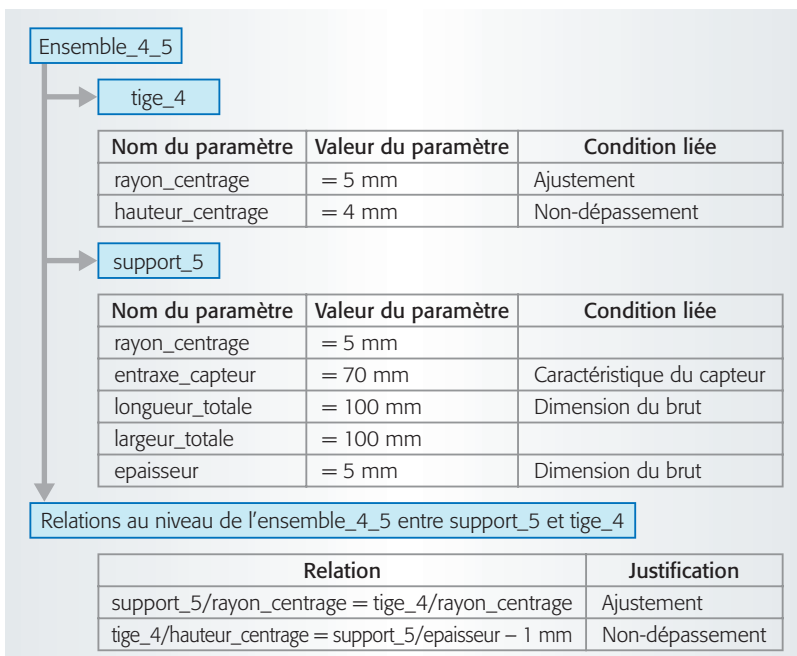 Ensemble_4_5
tige_4
Nom du paramètre Valeur du paramètre Condition liée
rayon_centrage = 5 mm Ajustement
hauteur_centrage = 4 mm Non-dépassement
support_5
Nom du paramètre Valeur du paramètre Condition liée
rayon_centrage = 5 mm
entraxe_capteur = 70 mm Caractéristique du capteur
longueur_totale = 100 mm Dimension du brut
largeur_totale = 100 mm
epaisseur = 5 mm Dimension du brut
Relations au niveau de l'ensemble_4_5 entre support_5 et tige_4
Relation Justification
support_5/rayon_centrage = tige_4/rayon_centrage Ajustement
tige_4/hauteur_centrage = support_5/epaisseur – 1 mm Non-dépassement